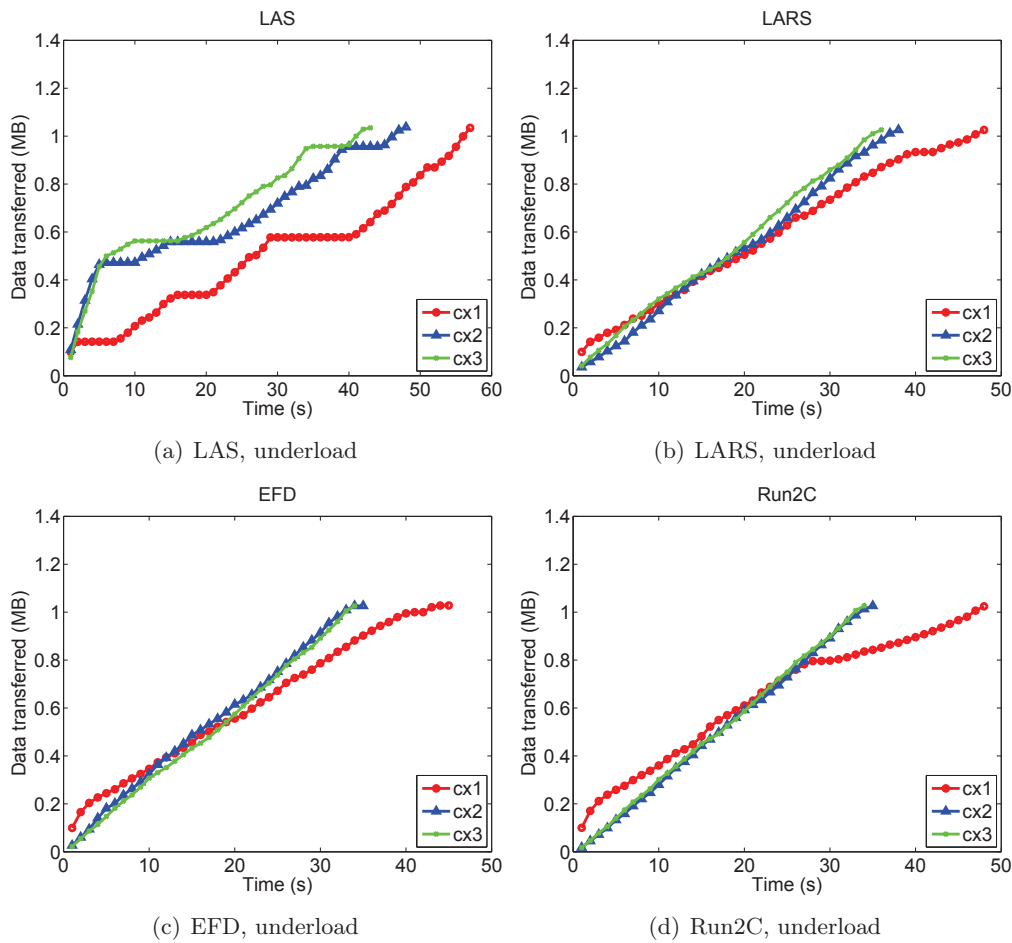 LAS
1.4
1.2
1
0.8
0.6
0.4
0.2
0
Data transferred (MB)
0 10 20 30 40 50 60
Time (s)
cx1
cx2
cx3
(a) LAS, underload
LARS
1.4
1.2
1
0.8
0.6
0.4
0.2
0
Data transferred (MB)
0 10 20 30 40 50
Time (s)
cx1
cx2
cx3
(b) LARS, underload
EFD
1.4
1.2
1
0.8
0.6
0.4
0.2
0
Data transferred (MB)
0 10 20 30 40 50
Time (s)
cx1
cx2
cx3
(c) EFD, underload
Run2C
1.4
1.2
1
0.8
0.6
0.4
0.2
0
Data transferred (MB)
0 10 20 30 40 50
Time (s)
cx1
cx2
cx3
(d) Run2C, underload